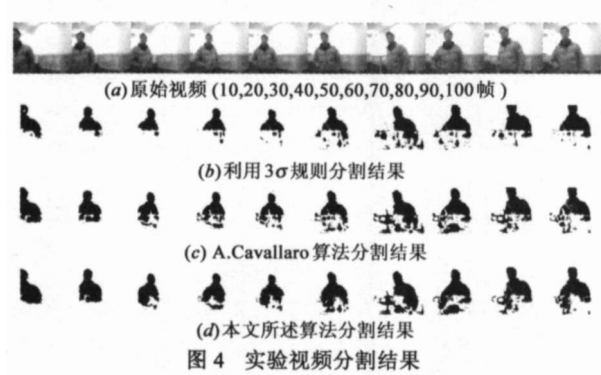 (a)原始视频(10,20,30,40,50,60,70,80,90,100帧)
(b)利用3σ规则分割结果
(c) A.Cavallaro算法分割结果
(d)本文所述算法分割结果
图 4 实验视频分割结果